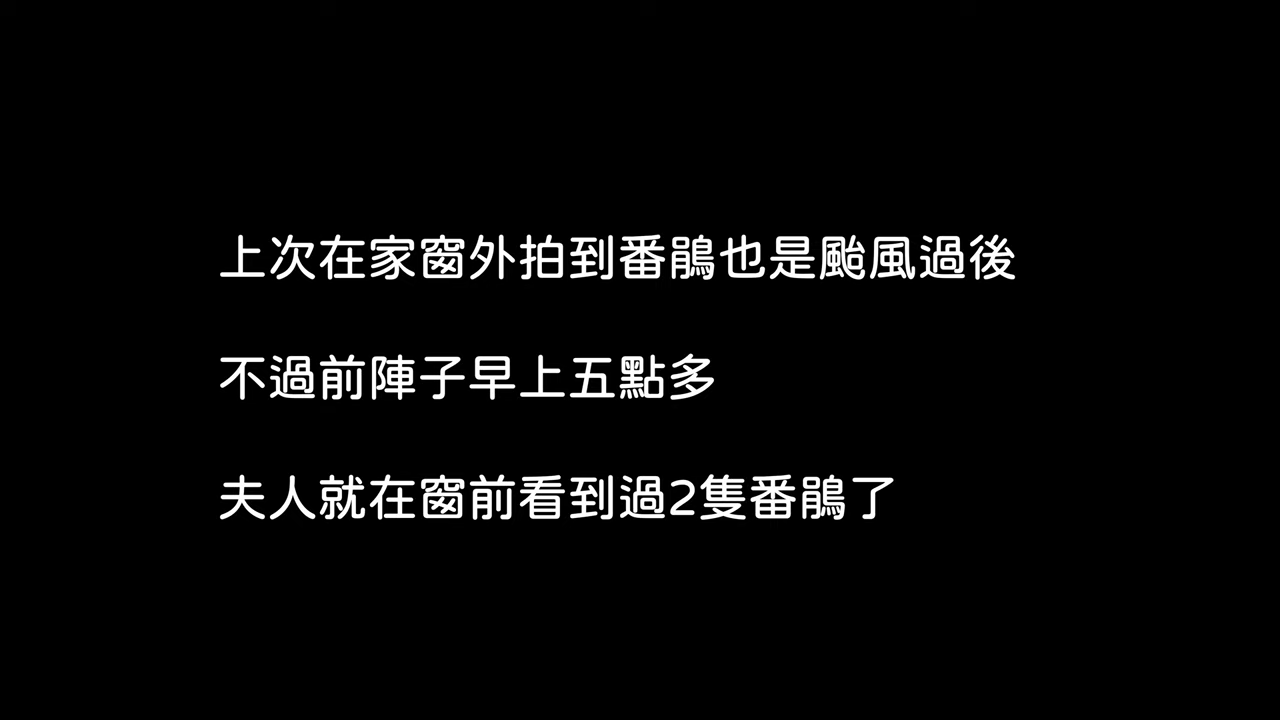 上次在家窗外拍到番鵑也是颱風過後
不過前陣子早上五點多
夫人就在窗前看到過2隻番鵑了